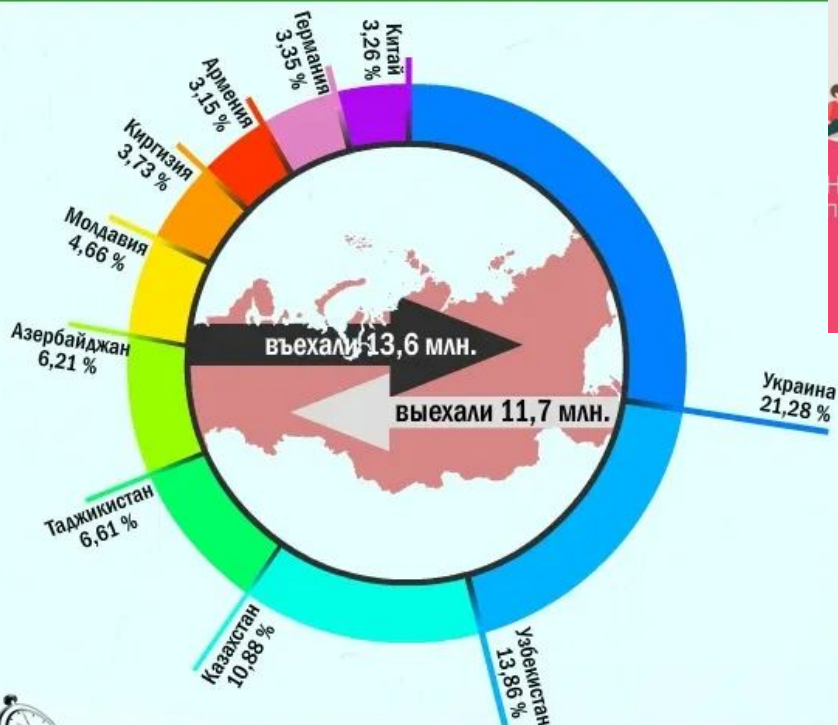 Китай
3,26 %
Германия
3,35 %
Армения
3,15 %
Киргизия
3,73 %
Молдавия
4,66 %
Азербайджан
6,21 %
Таджикистан
6,61 %
Казахстан
10,88 %
Узбекистан
13,86 %
Украина
21,28 %
въехали 13,6 млн.
выехали 11,7 млн.